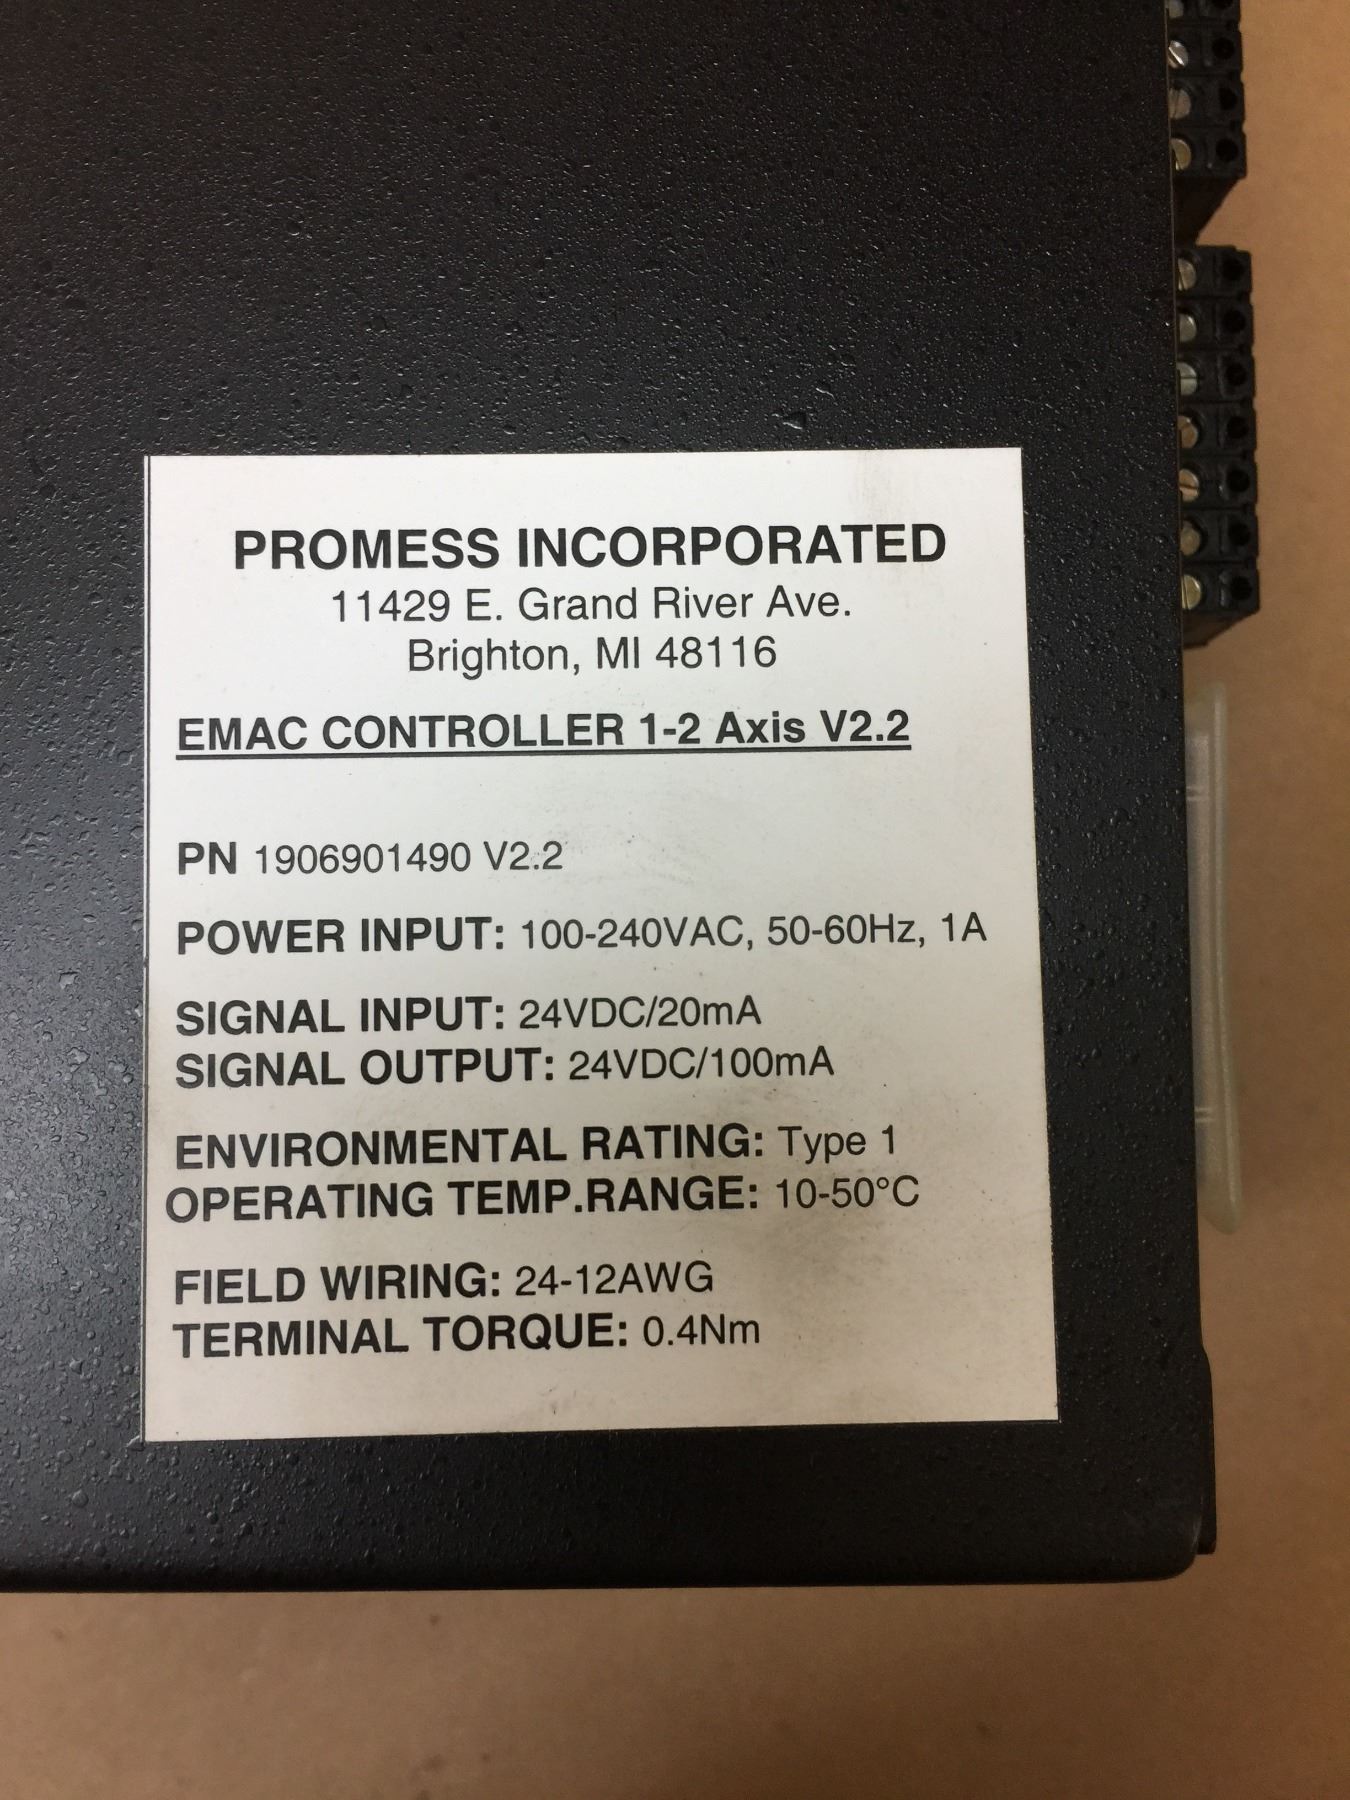 PROMESS INCORPORATED
11429 E. Grand River Ave.
Brighton, MI 48116
EMAC CONTROLLER 1-2 Axis V2.2
PN 1906901490 V2.2
POWER INPUT: 100-240VAC, 50-60Hz, 1A
SIGNAL INPUT: 24VDC/20mA
SIGNAL OUTPUT: 24VDC/100mA
ENVIRONMENTAL RATING: Type 1
OPERATING TEMP.RANGE: 10-50°C
FIELD WIRING: 24-12AWG
TERMINAL TORQUE: 0.4Nm